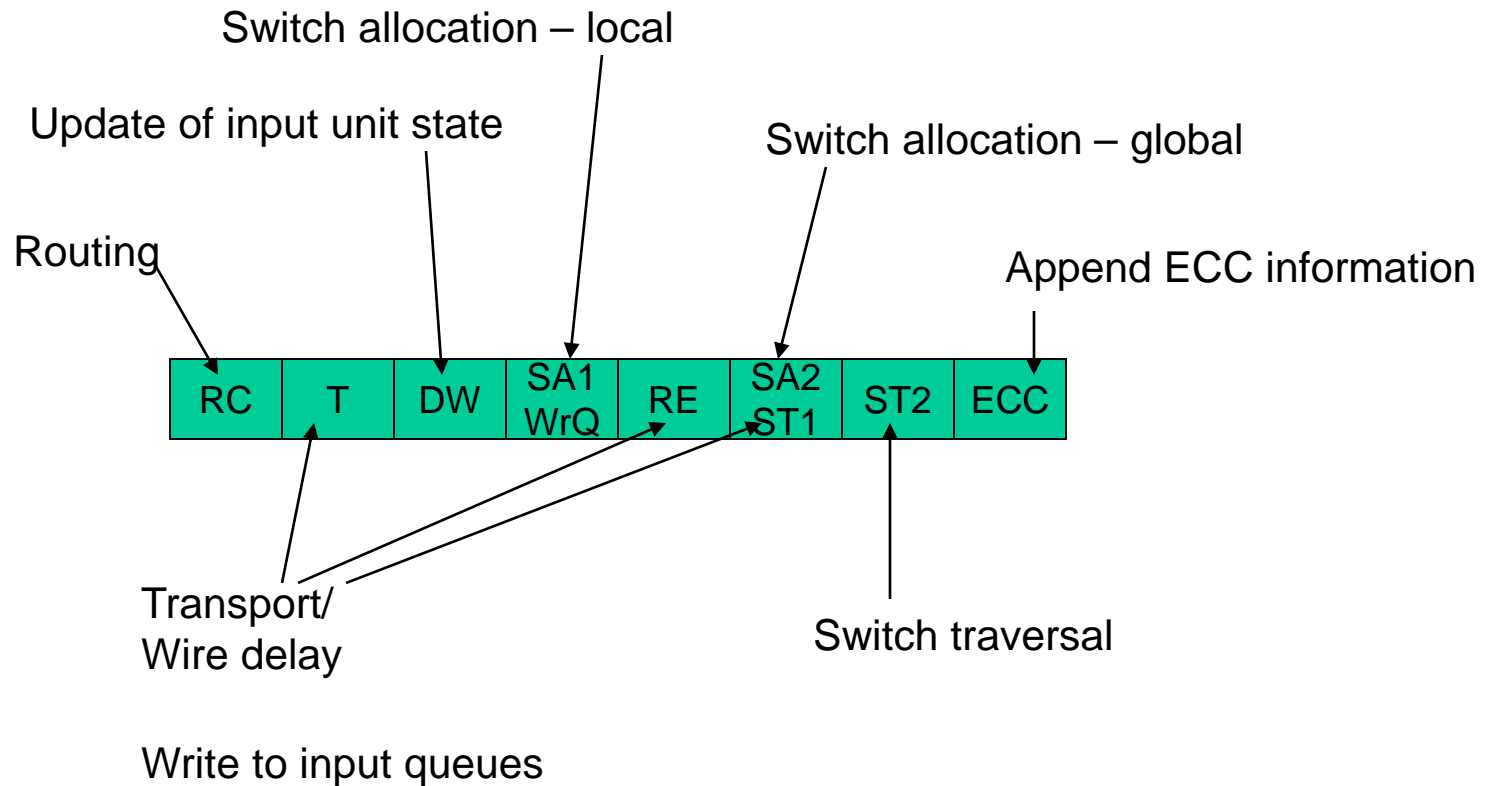 Switch allocation – local
Update of input unit state
Switch allocation – global
Routing
Append ECC information
RC
T
DW
SA1
WrQ
RE
SA2
ST1
ST2
ECC
Transport/
Wire delay
Switch traversal
Write to input queues